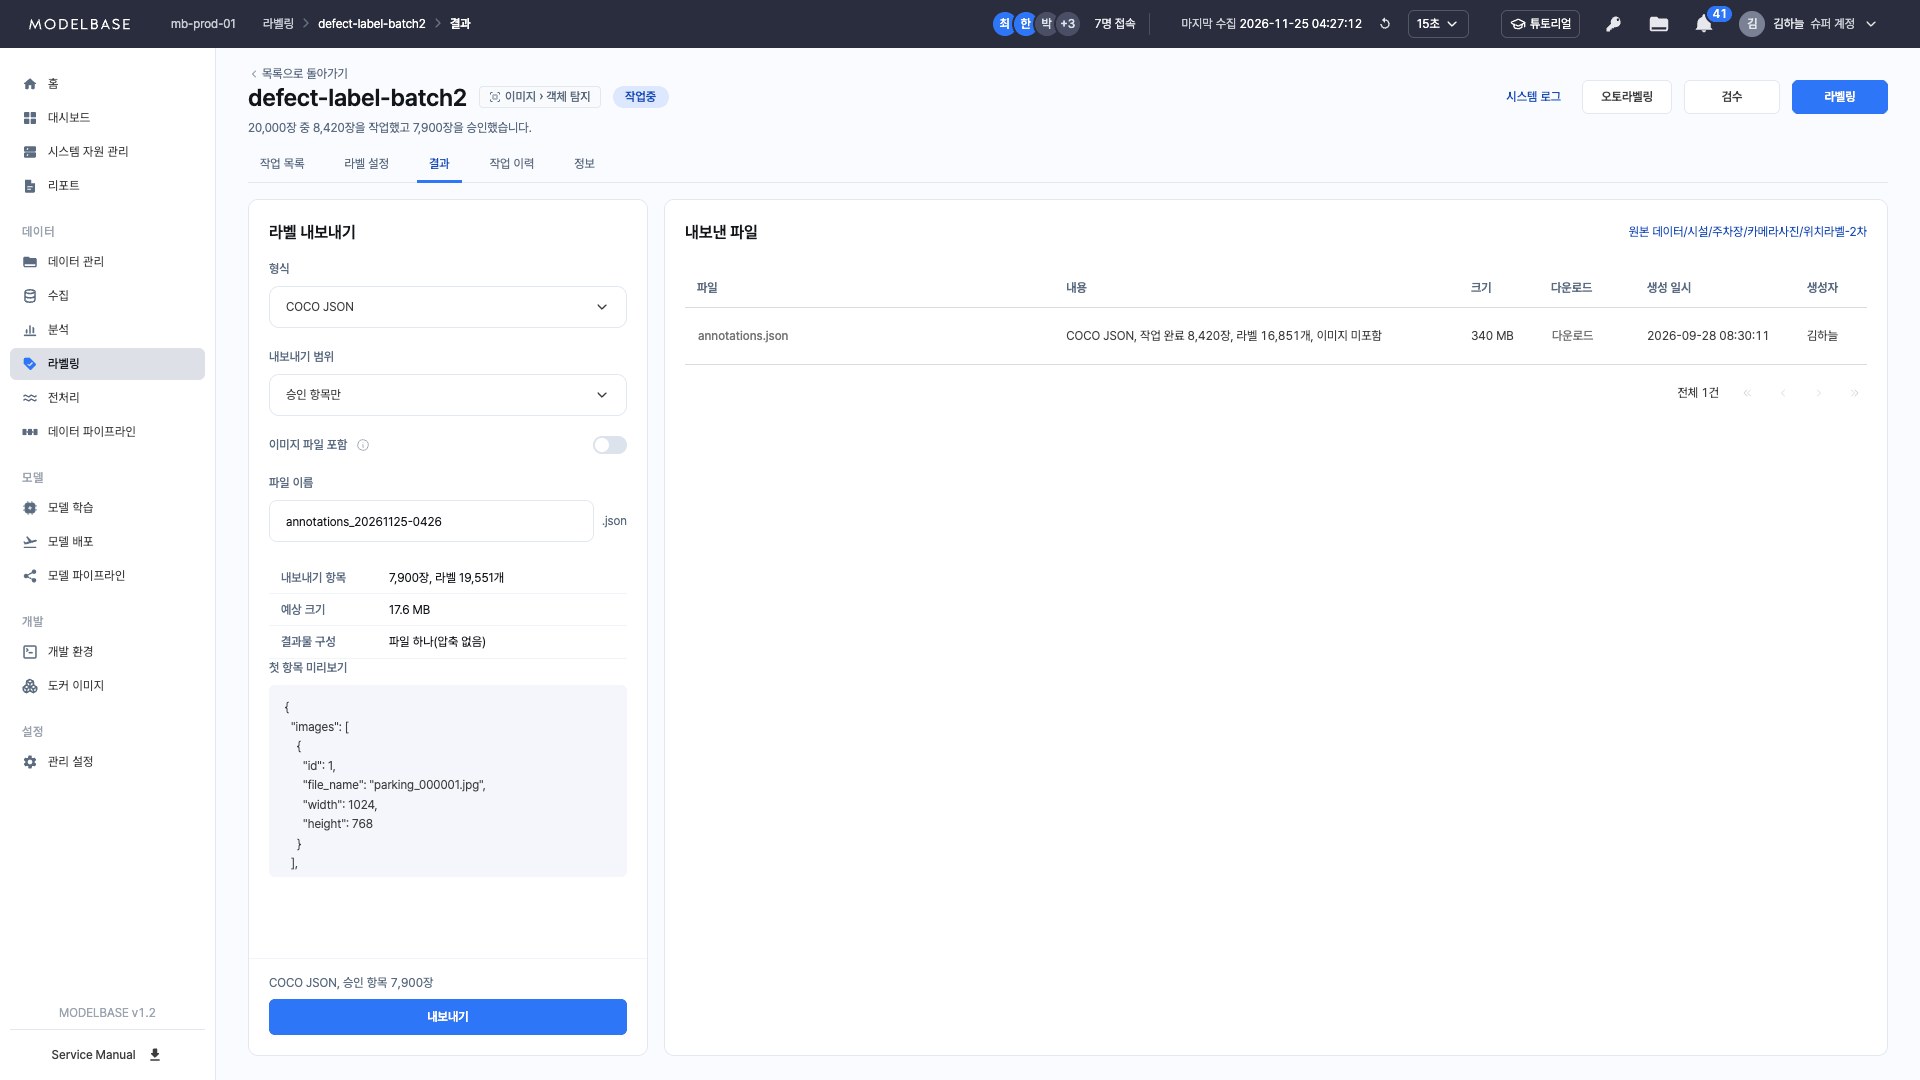 MODELBASE
mb-prod-01
라벨링 > defect-label-batch2 > 결과
최 한 박 +3 7명 접속
마지막 수집 2026-11-25 04:27:12
15초
튜토리얼
41
김 김하늘 슈퍼 계정
홈
대시보드
시스템 자원 관리
리포트
데이터
데이터 관리
수집
분석
라벨링
전처리
데이터 파이프라인
모델
모델 학습
모델 배포
모델 파이프라인
개발
개발 환경
도커 이미지
설정
관리 설정
MODELBASE v1.2
Service Manual
목록으로 돌아가기
defect-label-batch2
이미지 › 객체 탐지
작업중
20,000장 중 8,420장을 작업했고 7,900장을 승인했습니다.
시스템 로그
오토라벨링
검수
라벨링
작업 목록
라벨 설정
결과
작업 이력
정보
라벨 내보내기
형식
COCO JSON
내보내기 범위
승인 항목만
이미지 파일 포함
파일 이름
annotations_20261125-0426 .json
내보내기 항목 7,900장, 라벨 19,551개
예상 크기 17.6 MB
결과물 구성 파일 하나(압축 없음)
첫 항목 미리보기
{
"images": [
{
"id": 1,
"file_name": "parking_000001.jpg",
"width": 1024,
"height": 768
}
],
COCO JSON, 승인 항목 7,900장
내보내기
내보낸 파일
원본 데이터/시설/주차장/카메라사진/위치라벨-2차
파일 내용 크기 다운로드 생성 일시 생성자
annotations.json COCO JSON, 작업 완료 8,420장, 라벨 16,851개, 이미지 미포함 340 MB 다운로드 2026-09-28 08:30:11 김하늘
전체 1건